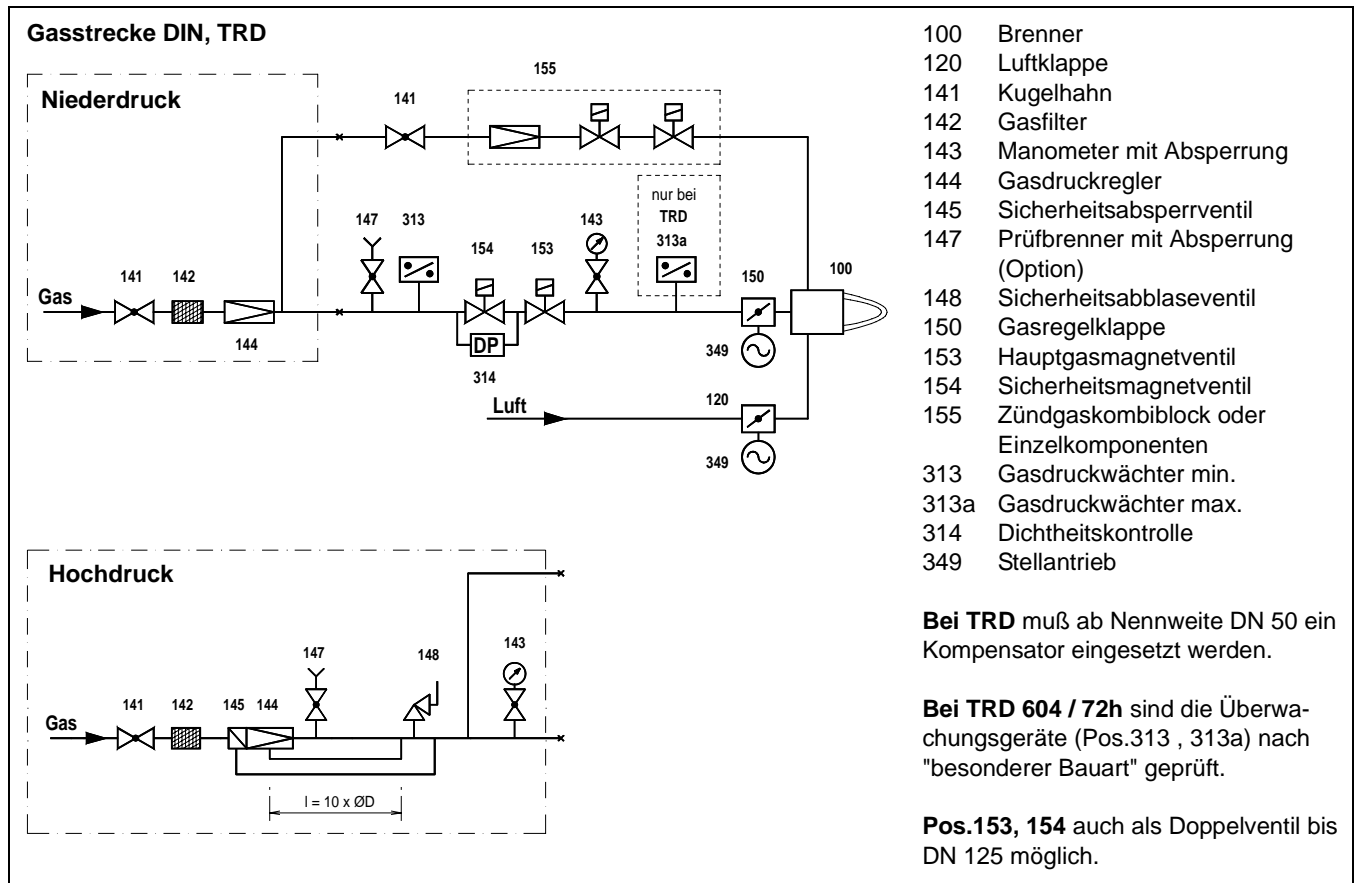 Gasstrecke DIN, TRD
Niederdruck
155
141
nur bei
TRD
147 313 154 153 143 313a
141 142 150 100
Gas
144
DP
349
314
Luft 120
349
Hochdruck
147 148 143
141 142 145 144
Gas
l = 10 x ØD
100 Brenner
120 Luftklappe
141 Kugelhahn
142 Gasfilter
143 Manometer mit Absperrung
144 Gasdruckregler
145 Sicherheitsabsperrventil
147 Prüfbrenner mit Absperrung
(Option)
148 Sicherheitsabblaseventil
150 Gasregelklappe
153 Hauptgasmagnetventil
154 Sicherheitsmagnetventil
155 Zündgaskombiblock oder
Einzelkomponenten
313 Gasdruckwächter min.
313a Gasdruckwächter max.
314 Dichtheitskontrolle
349 Stellantrieb
Bei TRD muß ab Nennweite DN 50 ein
Kompensator eingesetzt werden.
Bei TRD 604 / 72h sind die Überwa-
chungsgeräte (Pos.313 , 313a) nach
"besonderer Bauart" geprüft.
Pos.153, 154 auch als Doppelventil bis
DN 125 möglich.